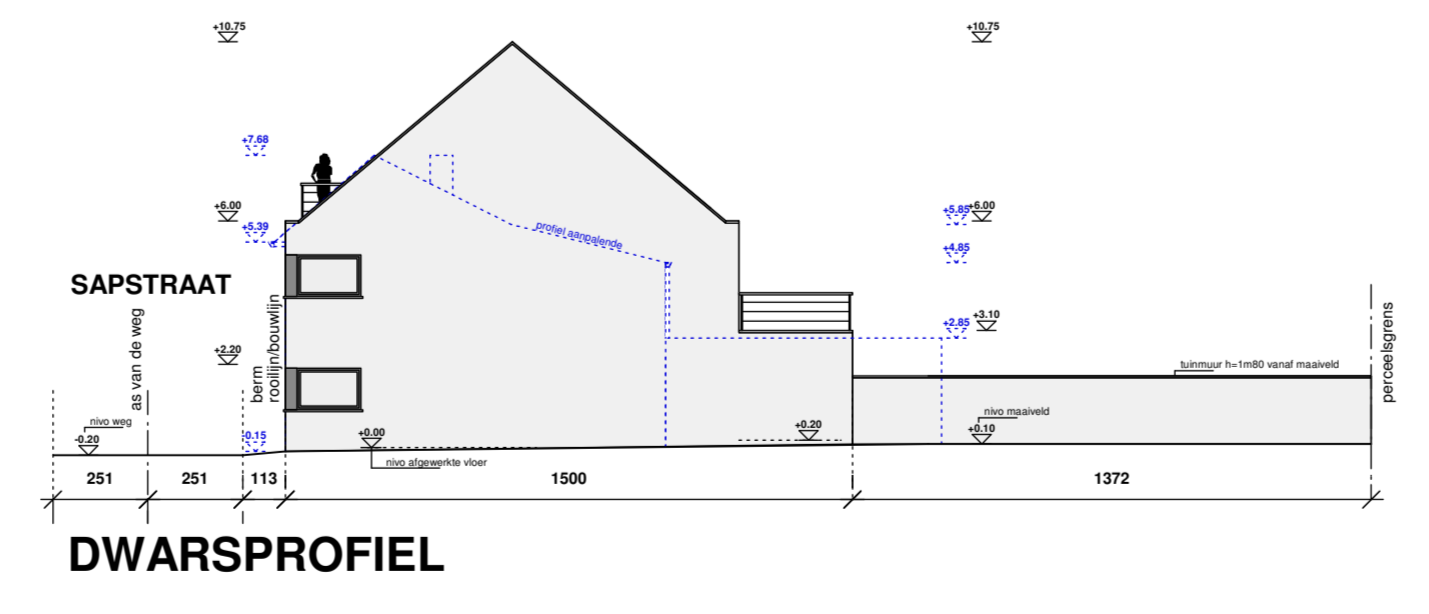 +10.75
+10.75
+7.68
+6.00
+5.39
+5.85
+6.00
profiel aanpalende
+4.85
SAPSTRAAT
as van de weg
berm
rooilijn/bouwlijn
+2.20
+2.85
+3.10
perceelsgrens
tuinmuur h=1m80 vanaf maaiveld
nivo weg
-0.20
-0.15
+0.00
nivo afgewerkte vloer
+0.20
nivo maaiveld
+0.10
251
251
113
1500
1372
DWARSPROFIEL